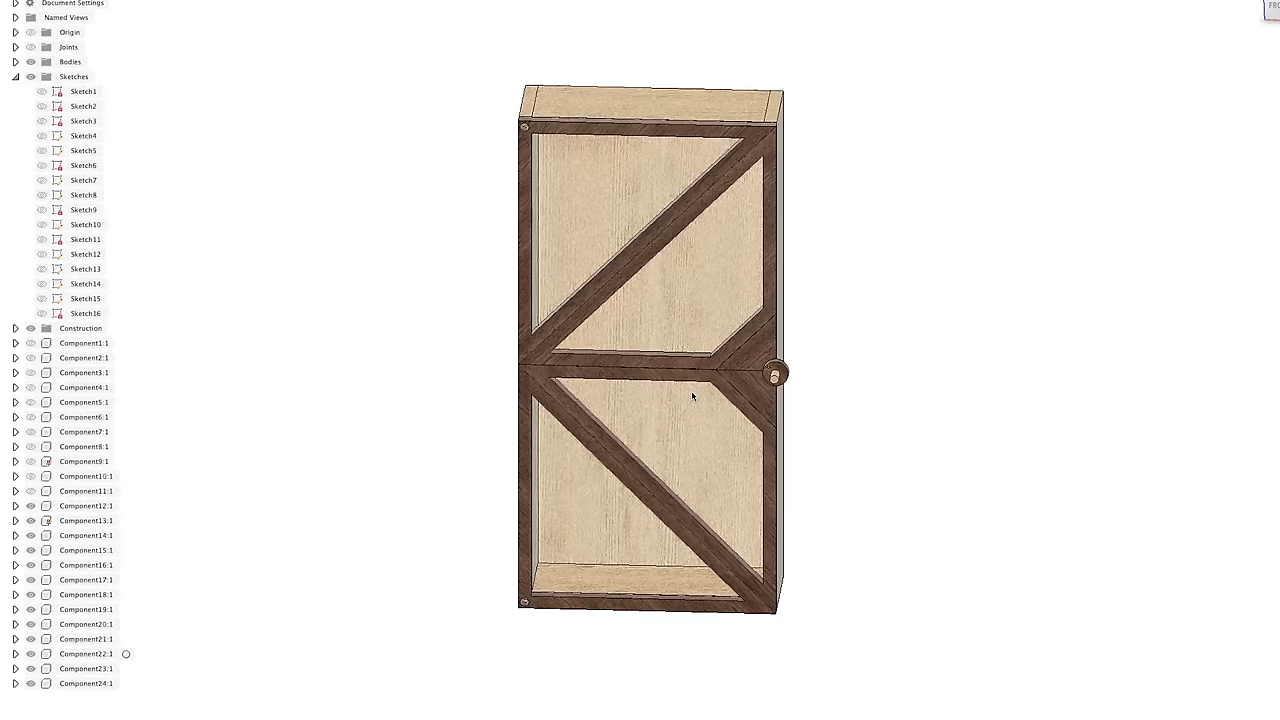 Document Settings
Named Views
Origin
Joints
Bodies
Sketches
Sketch1
Sketch2
Sketch3
Sketch4
Sketch5
Sketch6
Sketch7
Sketch8
Sketch9
Sketch10
Sketch11
Sketch12
Sketch13
Sketch14
Sketch15
Sketch16
Construction
Component1:1
Component2:1
Component3:1
Component4:1
Component5:1
Component6:1
Component7:1
Component8:1
Component9:1
Component10:1
Component11:1
Component12:1
Component13:1
Component14:1
Component15:1
Component16:1
Component17:1
Component18:1
Component19:1
Component20:1
Component21:1
Component22:1
Component23:1
Component24:1